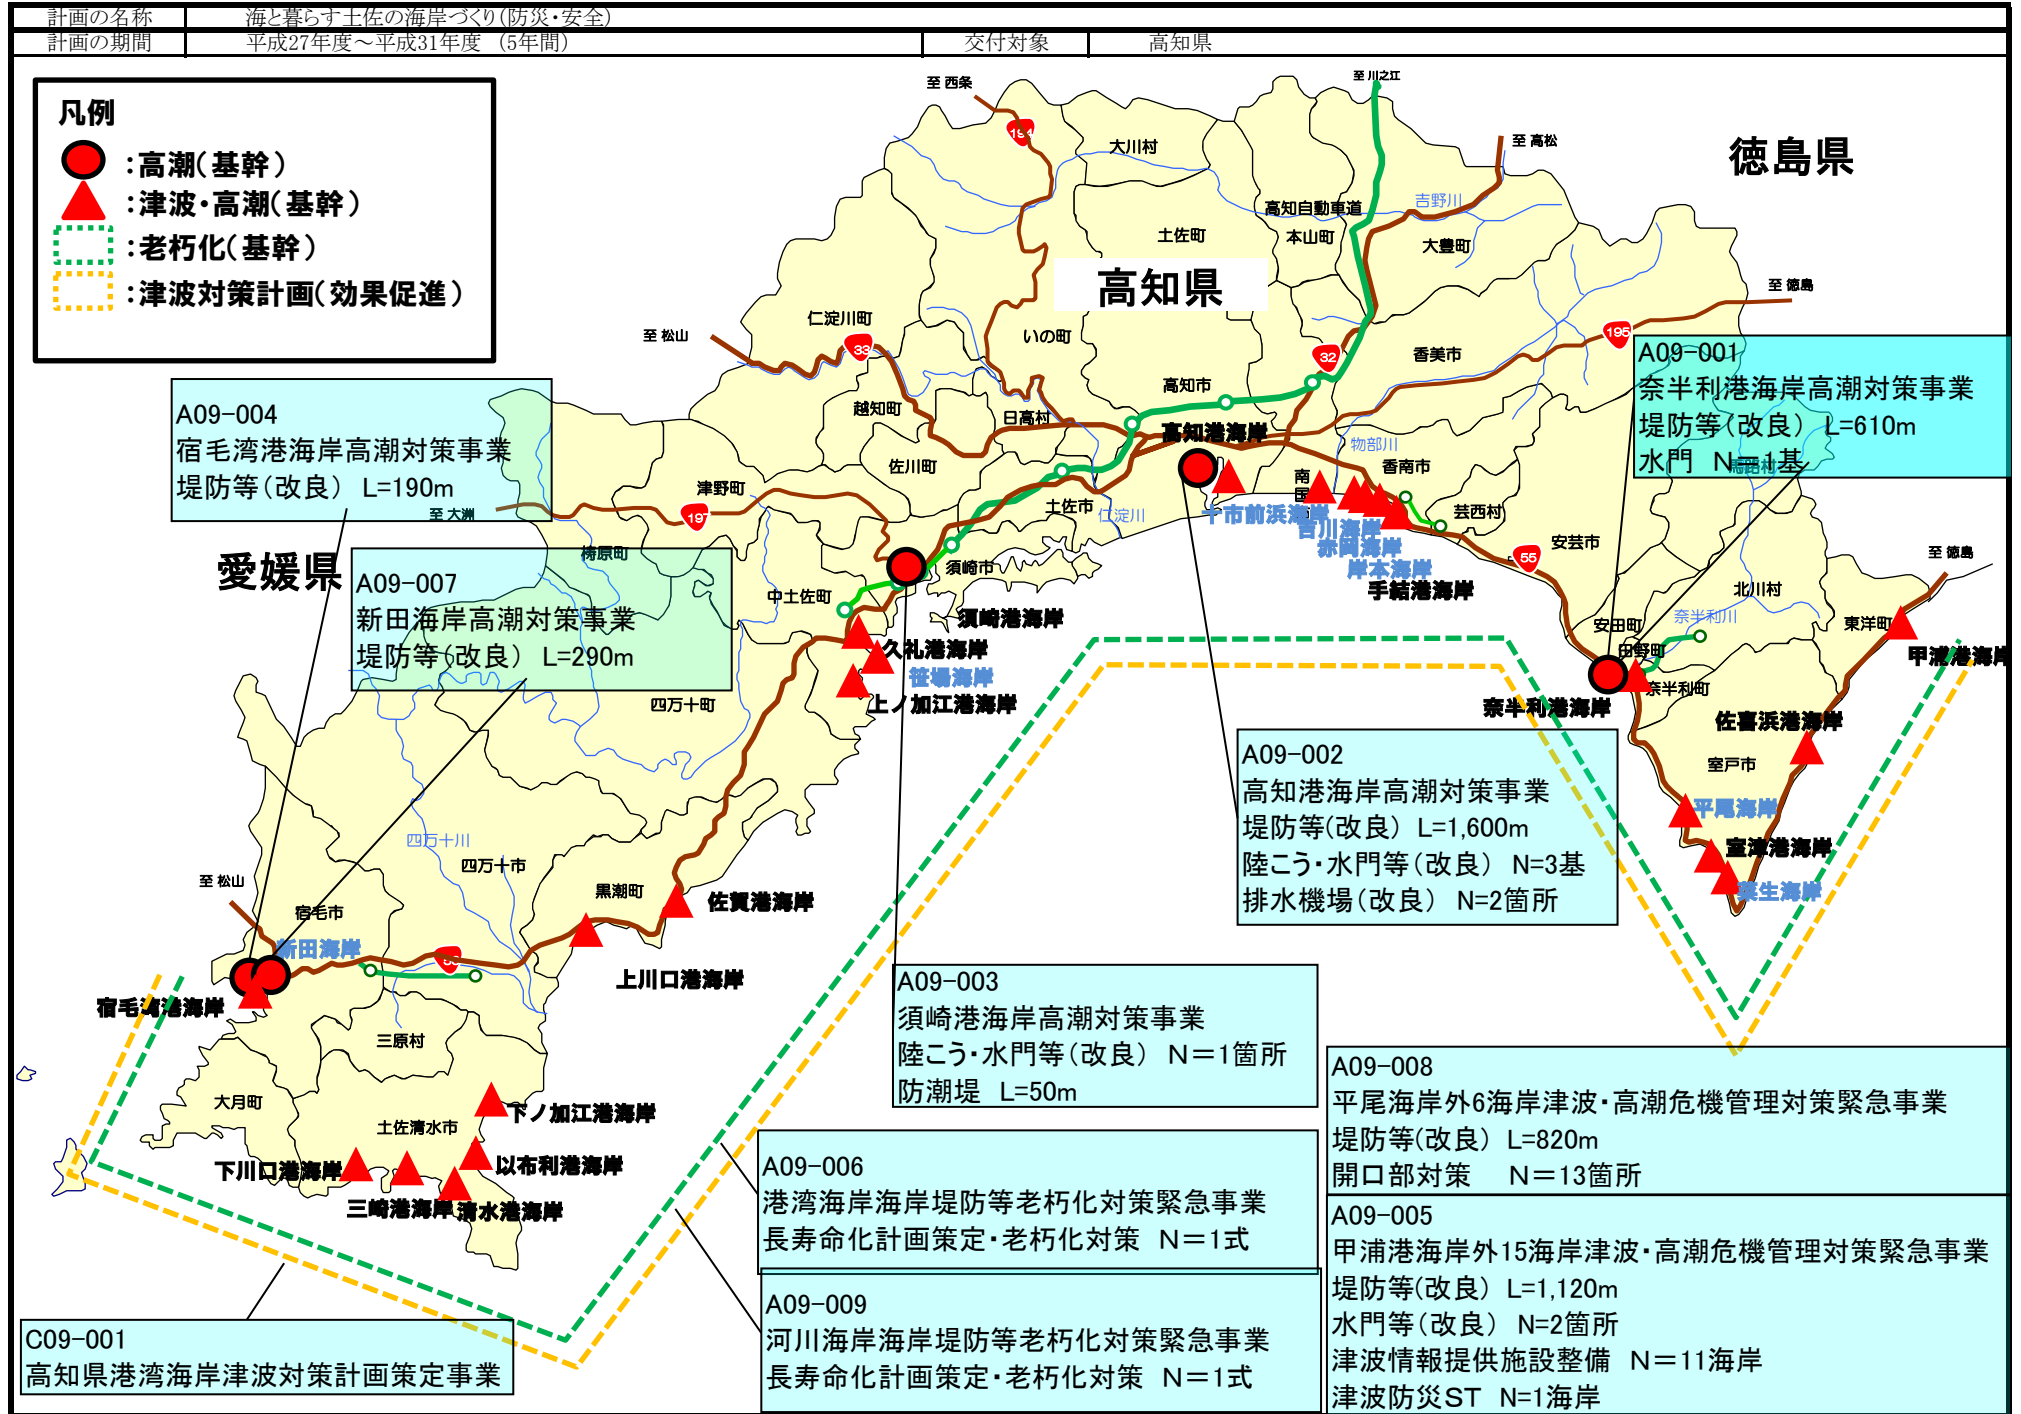 計画の名称 海と暮らす土佐の海岸づくり(防災・安全)
計画の期間 平成27年度～平成31年度 (5年間) 交付対象 高知県
凡例
:高潮(基幹)
:津波・高潮(基幹)
:老朽化(基幹)
:津波対策計画(効果促進)
至 西条
至 川之江
至 高松
徳島県
194
大川村
高知自動車道
吉野川
土佐町
本山町
大豊町
高知県
至 徳島
仁淀川町
至 松山
33
いの町
32
195
香美市
高知市
越知町
日高村
高知港海岸
物部川
佐川町
香南市
南国
津野町
至 大洲
197
土佐市
仁淀川
芸西村
十市前浜海岸
吉川海岸
赤岡海岸
岸本海岸
手結港海岸
安芸市
55
至 徳島
愛媛県
梼原町
須崎市
中土佐町
須崎港海岸
久礼港海岸
笹場海岸
上ノ加江港海岸
四万十町
馬路村
北川村
奈半利川
安田町
田野町
奈半利町
東洋町
甲浦港海岸
奈半利港海岸
佐喜浜港海岸
室戸市
平尾海岸
室津港海岸
菜生海岸
四万十川
四万十市
至 松山
宿毛市
黒潮町
佐賀港海岸
新田海岸
上川口港海岸
宿毛湾港海岸
三原村
大月町
土佐清水市
下ノ加江港海岸
以布利港海岸
下川口港海岸
三崎港海岸
清水港海岸
A09-001
奈半利港海岸高潮対策事業
堤防等(改良) L=610m
水門 N=1基
A09-004
宿毛湾港海岸高潮対策事業
堤防等(改良) L=190m
A09-007
新田海岸高潮対策事業
堤防等(改良) L=290m
A09-002
高知港海岸高潮対策事業
堤防等(改良) L=1,600m
陸こう・水門等(改良) N=3基
排水機場(改良) N=2箇所
A09-003
須崎港海岸高潮対策事業
陸こう・水門等(改良) N=1箇所
防潮堤 L=50m
A09-008
平尾海岸外6海岸津波・高潮危機管理対策緊急事業
堤防等(改良) L=820m
開口部対策 N=13箇所
A09-006
港湾海岸海岸堤防等老朽化対策緊急事業
長寿命化計画策定・老朽化対策 N=1式
A09-005
甲浦港海岸外15海岸津波・高潮危機管理対策緊急事業
堤防等(改良) L=1,120m
水門等(改良) N=2箇所
津波情報提供施設整備 N=11海岸
津波防災ST N=1海岸
A09-009
河川海岸海岸堤防等老朽化対策緊急事業
長寿命化計画策定・老朽化対策 N=1式
C09-001
高知県港湾海岸津波対策計画策定事業